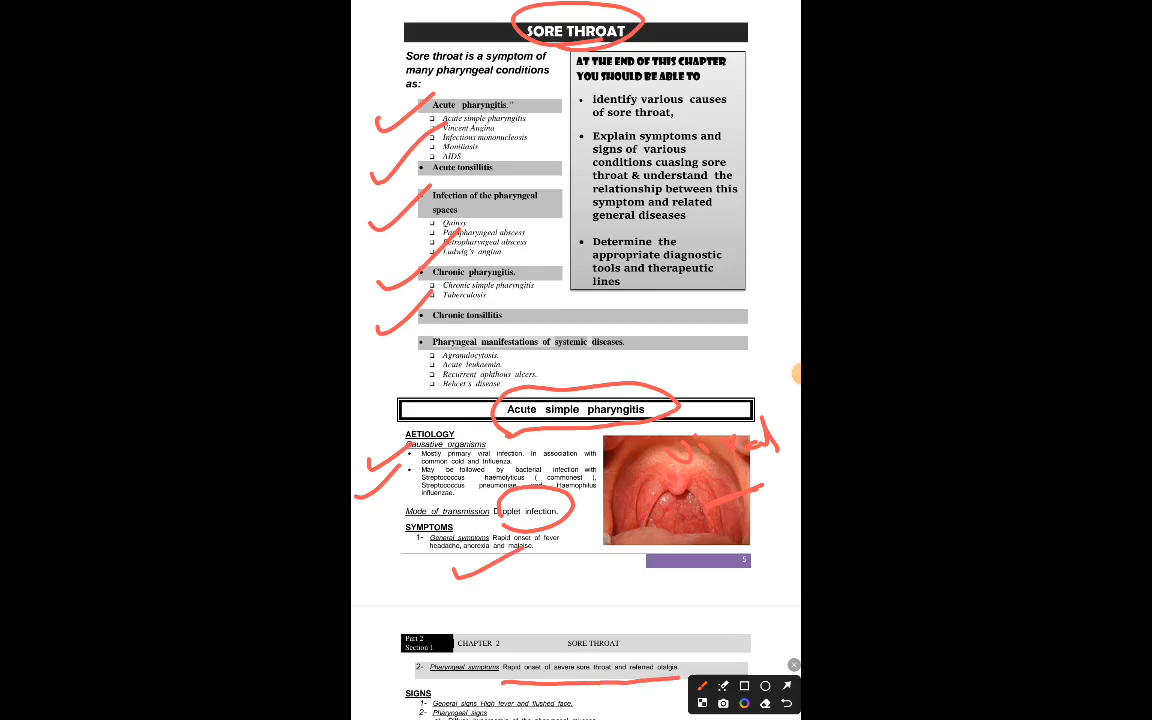 SORE THROAT
Sore throat is a symptom of
many pharyngeal conditions
as:
Acute pharyngitis.”
Acute simple pharyngitis
Vincent Angina
Infectious mononucleosis
Moniliasis
AIDS
• Acute tonsillitis
Infection of the pharyngeal
spaces
Quinsy
Parapharyngeal abscess
Retropharyngeal abscess
Ludwig’s angina
• Chronic pharyngitis.
Chronic simple pharyngitis
Tuberculosis
• Chronic tonsillitis
• Pharyngeal manifestations of systemic diseases.
Agranulocytosis.
Acute leukaemia.
Recurrent aphthous ulcers.
Behcet’s disease
AT THE END OF THIS CHAPTER
YOU SHOULD BE ABLE TO
• identify various causes
of sore throat,
• Explain symptoms and
signs of various
conditions cuasing sore
throat & understand the
relationship between this
symptom and related
general diseases
• Determine the
appropriate diagnostic
tools and therapeutic
lines
Acute simple pharyngitis
AETIOLOGY
Causative organisms
• Mostly primary viral infection. In association with
common cold and Influenza.
• May be followed by bacterial infection with
Streptococcus haemolyticus ( commonest ),
Streptococcus pneumoniae and Haemophilus
influenzae.
Mode of transmission Droplet infection.
SYMPTOMS
1- General symptoms Rapid onset of fever
headache, anorexia and malaise.
5
Part 2
Section 1
CHAPTER 2 SORE THROAT
2- Pharyngeal symptoms Rapid onset of severe sore throat and referred otalgia.
SIGNS
1- General signs High fever and flushed face.
2- Pharyngeal signs